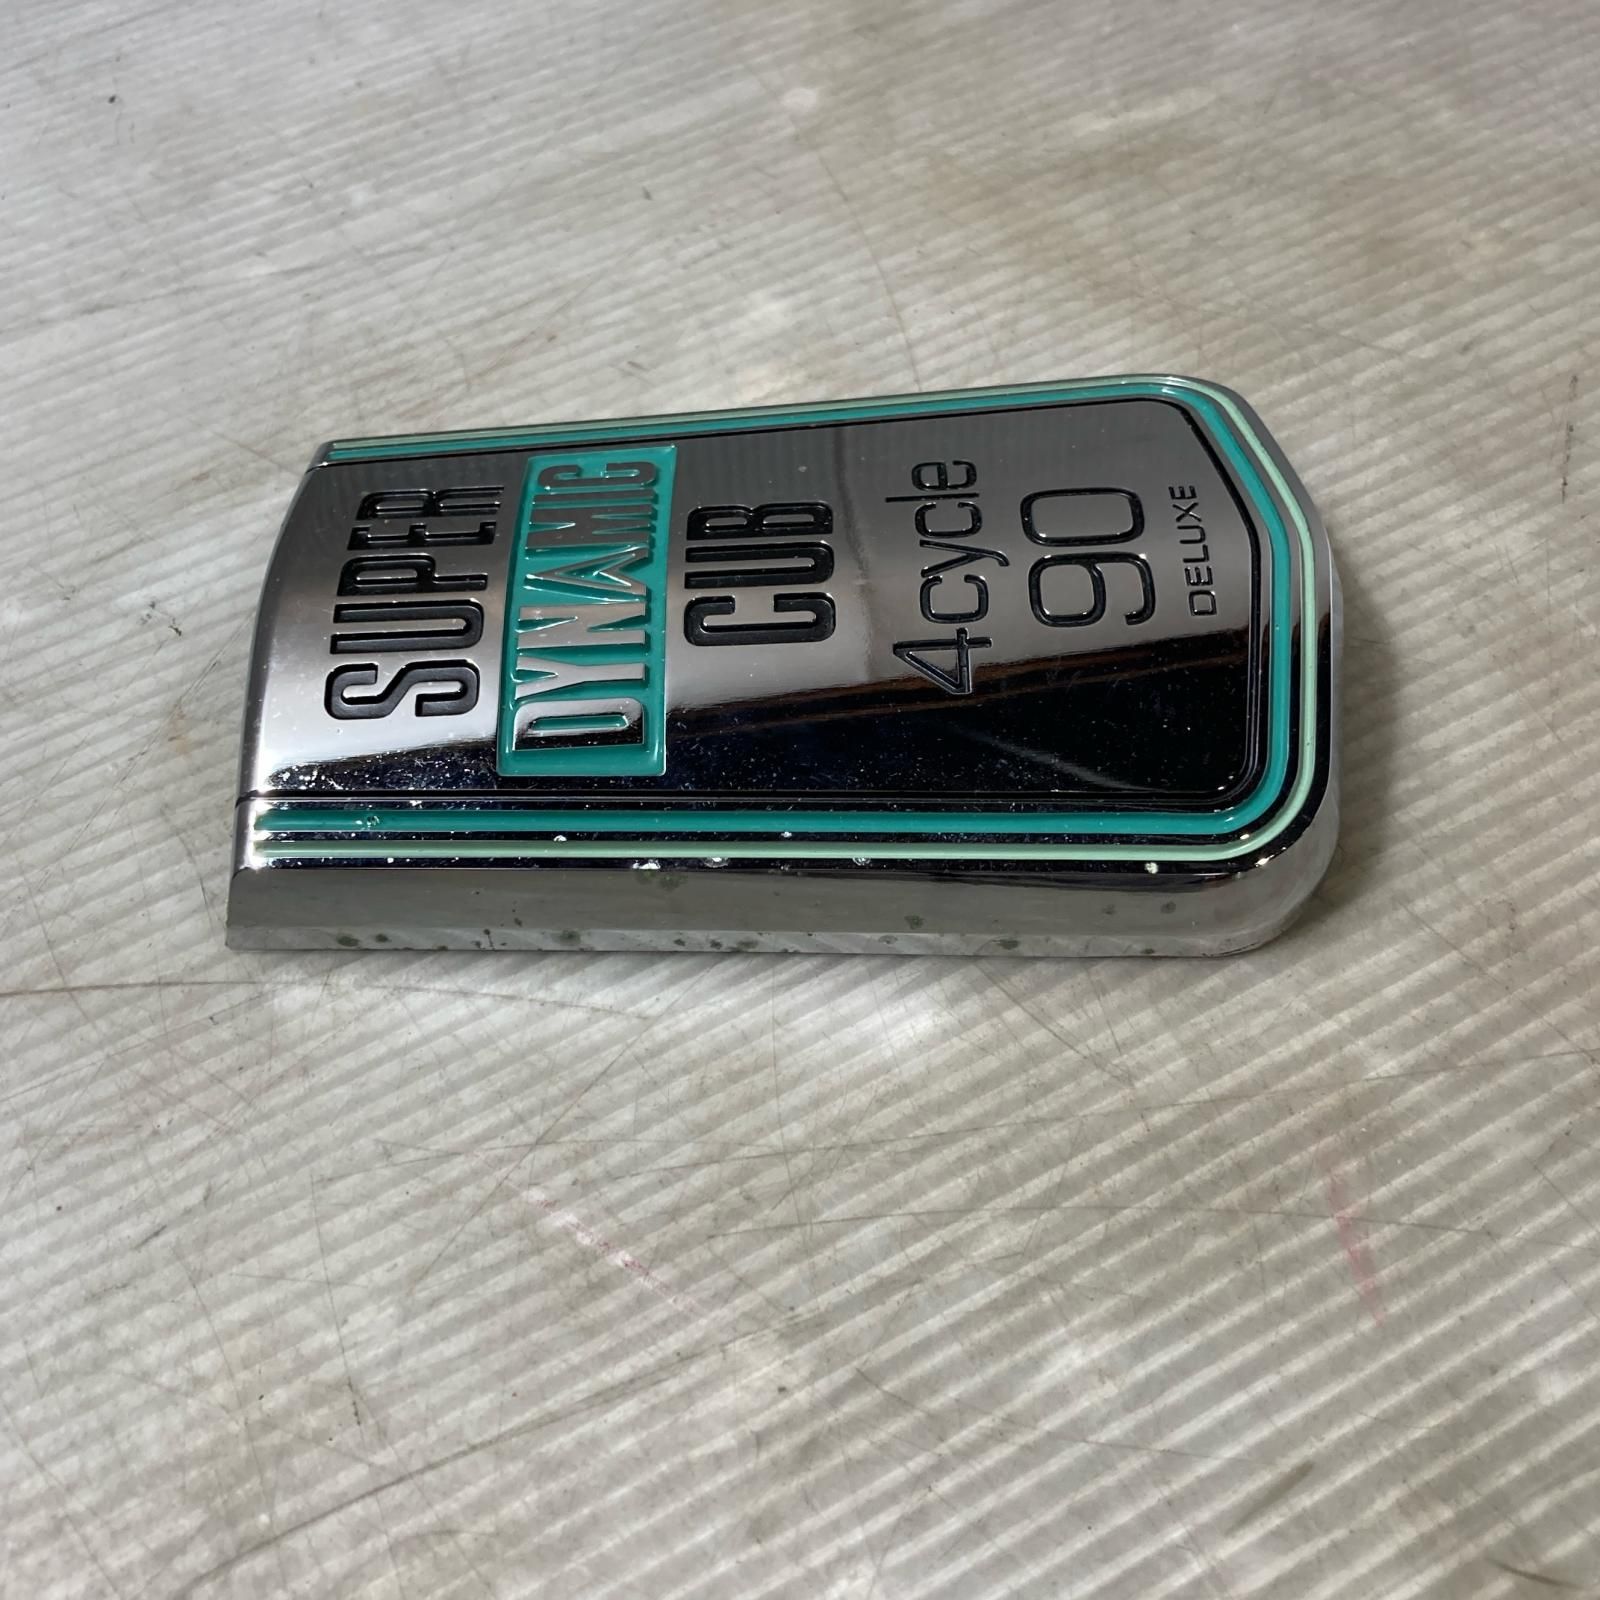 SUPER
DYNAMIC
CUB
4cycle
90
DELUXE